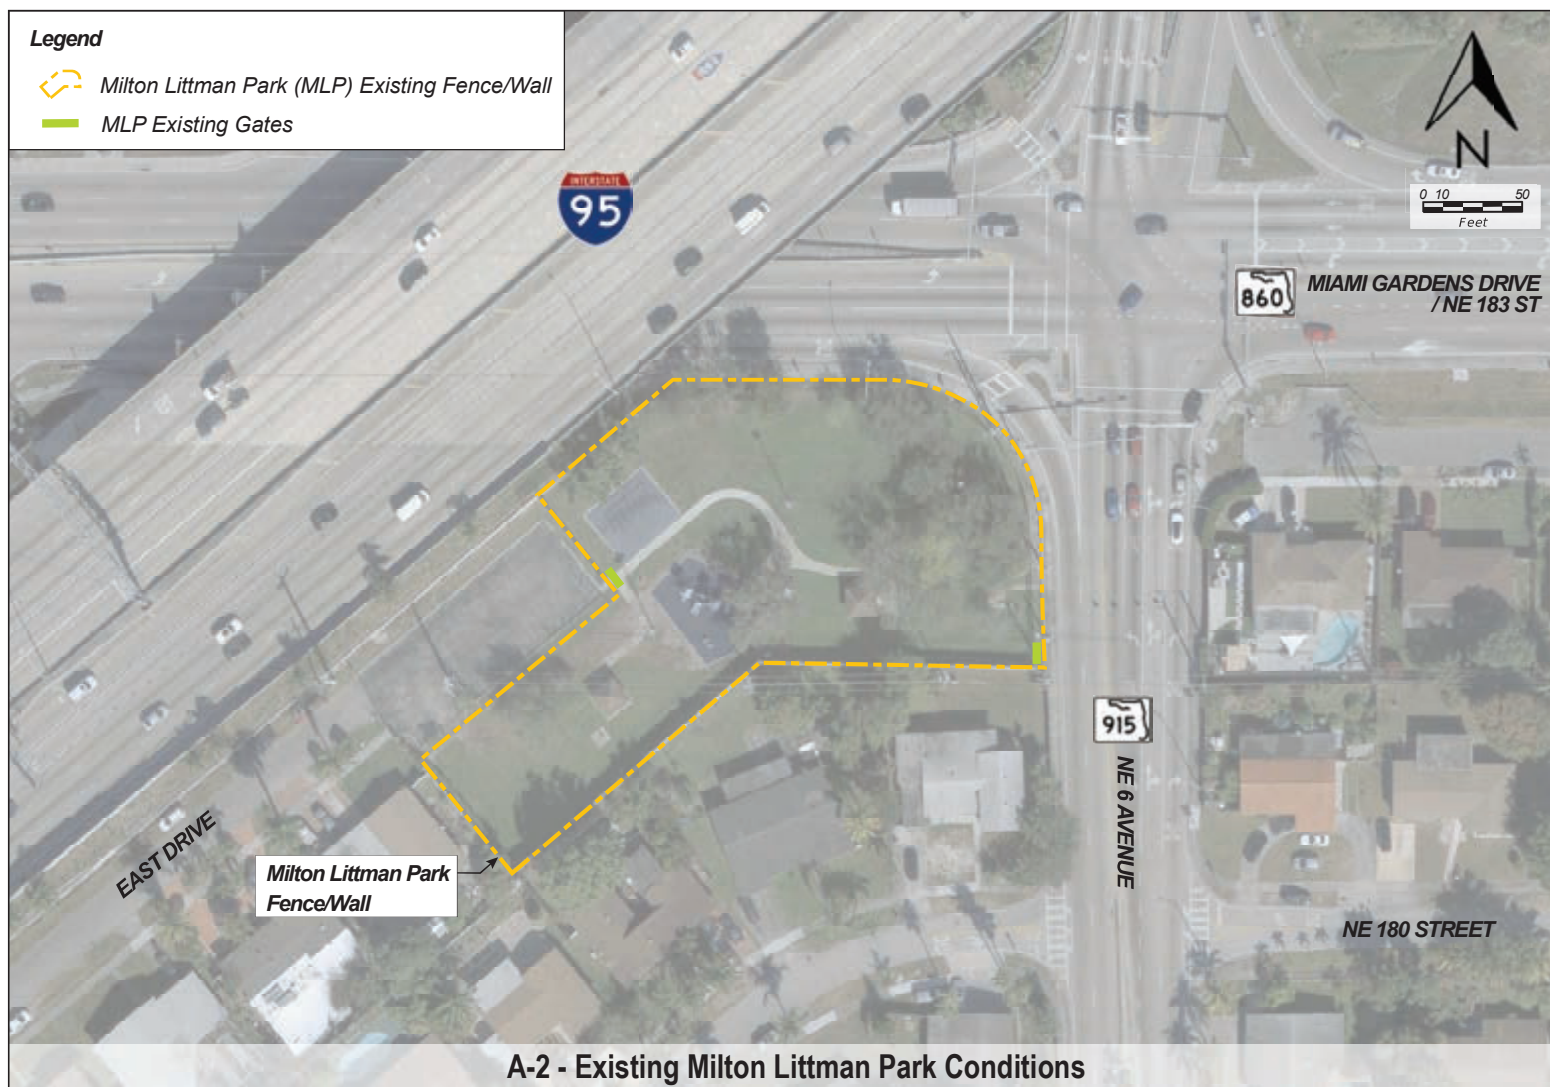 Legend
Milton Littman Park (MLP) Existing Fence/Wall
MLP Existing Gates
INTERSTATE
95
N
0 10 50
Feet
860
MIAMI GARDENS DRIVE
/ NE 183 ST
915
NE 6 AVENUE
EAST DRIVE
Milton Littman Park
Fence/Wall
NE 180 STREET
A-2 - Existing Milton Littman Park Conditions